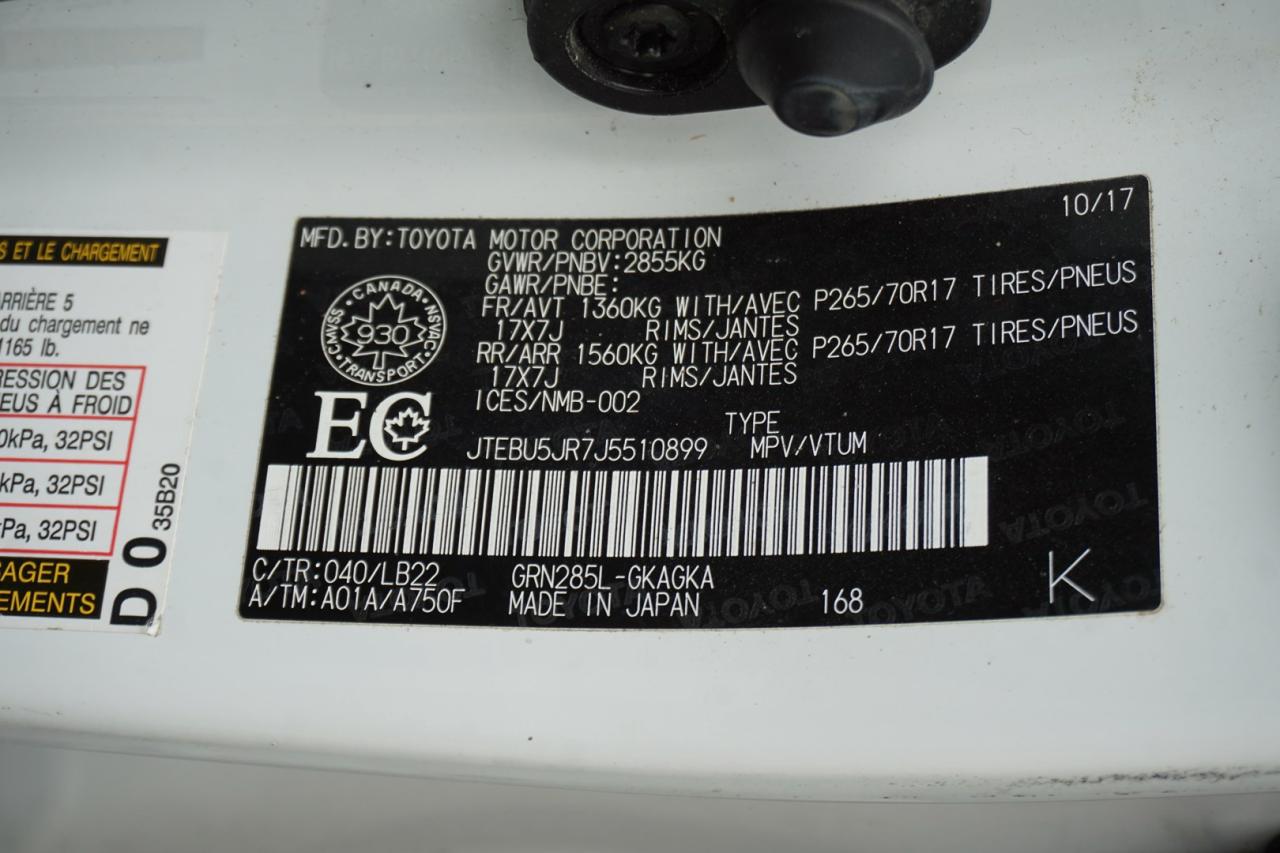 S ET LE CHARGEMENT
ARRIÈRE 5
du chargement ne
1165 lb.
RESSION DES
EUS À FROID
0kPa, 32PSI
kPa, 32PSI
kPa, 32PSI
GAGER
EMENTS
D O 35B20
10/17
MFD.BY:TOYOTA MOTOR CORPORATION
GVWR/PNBV:2855KG
GAWR/PNBE:
FR/AVT 1360KG WITH/AVEC P265/70R17 TIRES/PNEUS
17X7J RIMS/JANTES
RR/ARR 1560KG WITH/AVEC P265/70R17 TIRES/PNEUS
17X7J RIMS/JANTES
ICES/NMB-002
CANADA
CMVSS 930 NSVAC
TRANSPORT
EC
TYPE
JTEBU5JR7J5510899 MPV/VTUM
C/TR:040/LB22 GRN285L-GKAGKA
A/TM:A01A/A750F MADE IN JAPAN 168
K
TOYOTA